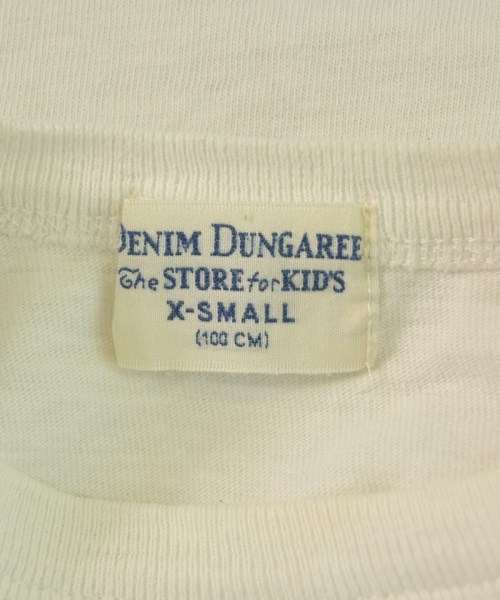 DENIM DUNGAREE
The STORE for KID'S
X-SMALL
(100 CM)